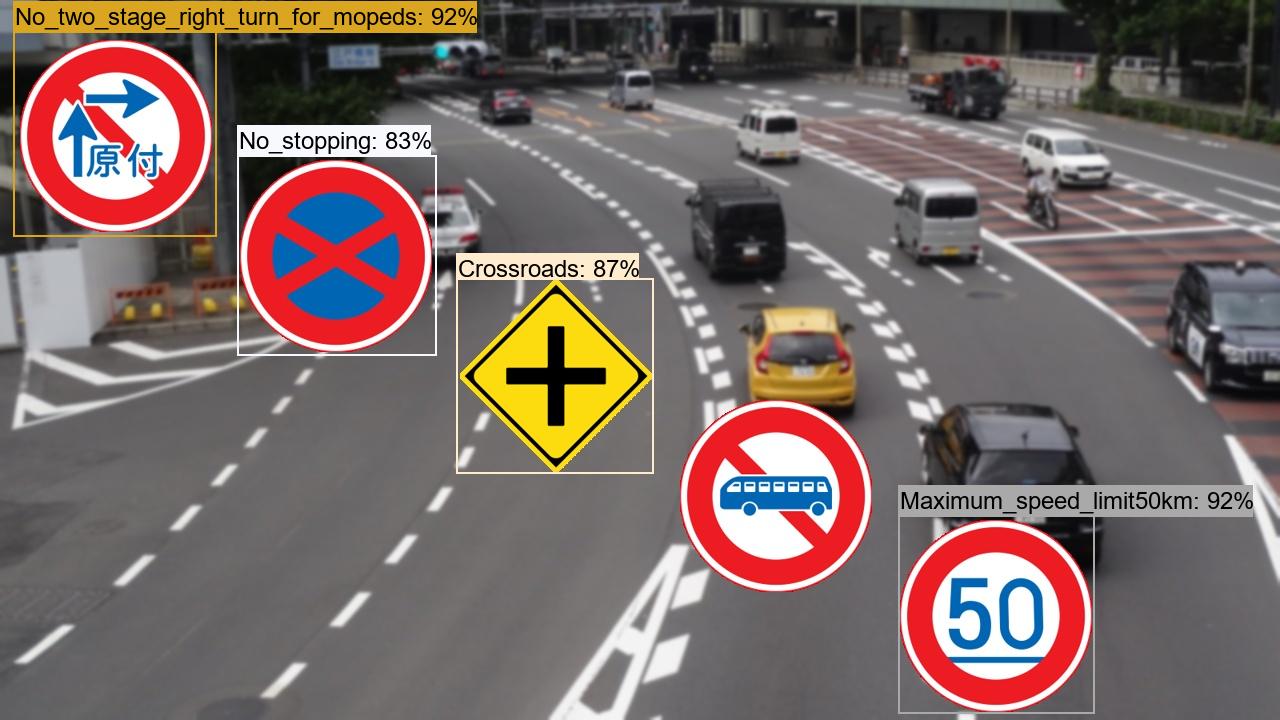 No_two_stage_right_turn_for_mopeds: 92%
原付
No_stopping: 83%
Crossroads: 87%
Maximum_speed_limit50km: 92%
50